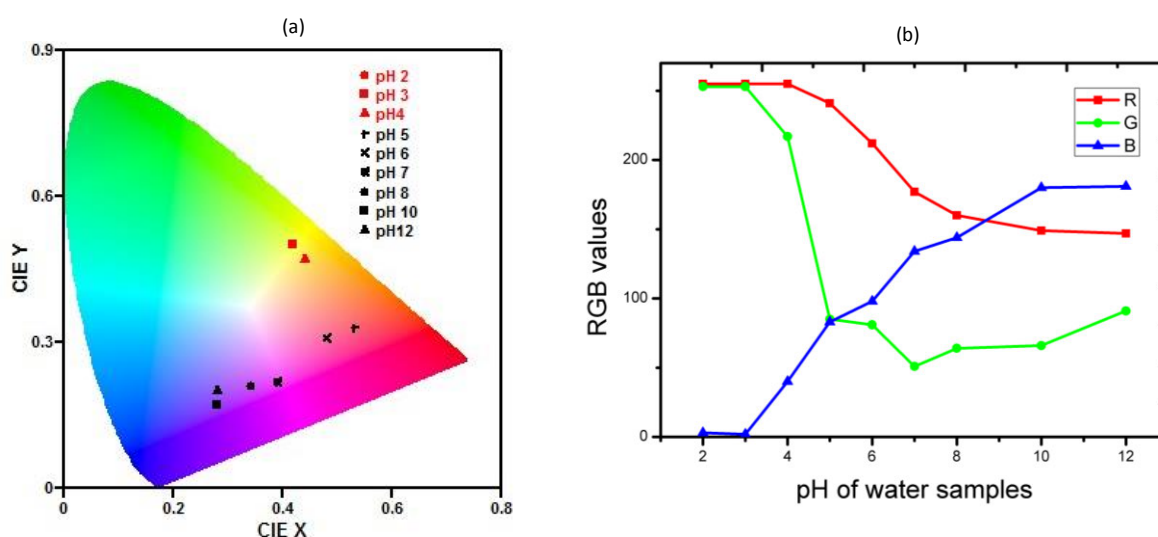 (a)
0.9
0.6
0.3
0
CIE Y
pH 2
pH 3
pH4
pH 5
pH 6
pH 7
pH 8
pH 10
pH12
0
0.2
0.4
0.6
0.8
CIE X
(b)
200
100
0
RGB values
R
G
B
2
4
6
8
10
12
pH of water samples